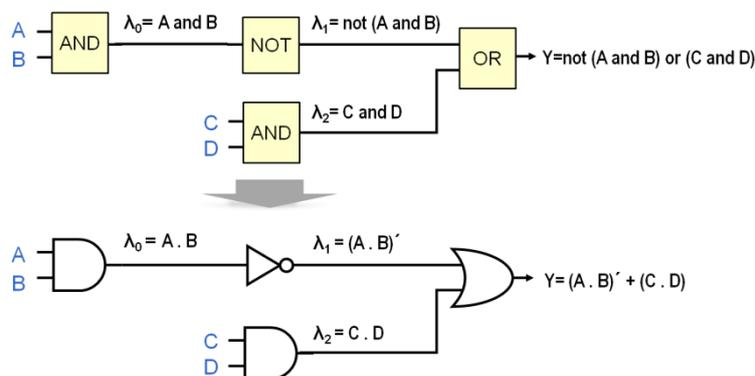 A
B
AND
λ₀= A and B
NOT
λ₁= not (A and B)
OR
Y=not (A and B) or (C and D)
C
D
AND
λ₂= C and D
A
B
λ₀ = A . B
λ₁ = (A . B)´
Y= (A . B)´ + (C . D)
C
D
λ₂ = C . D